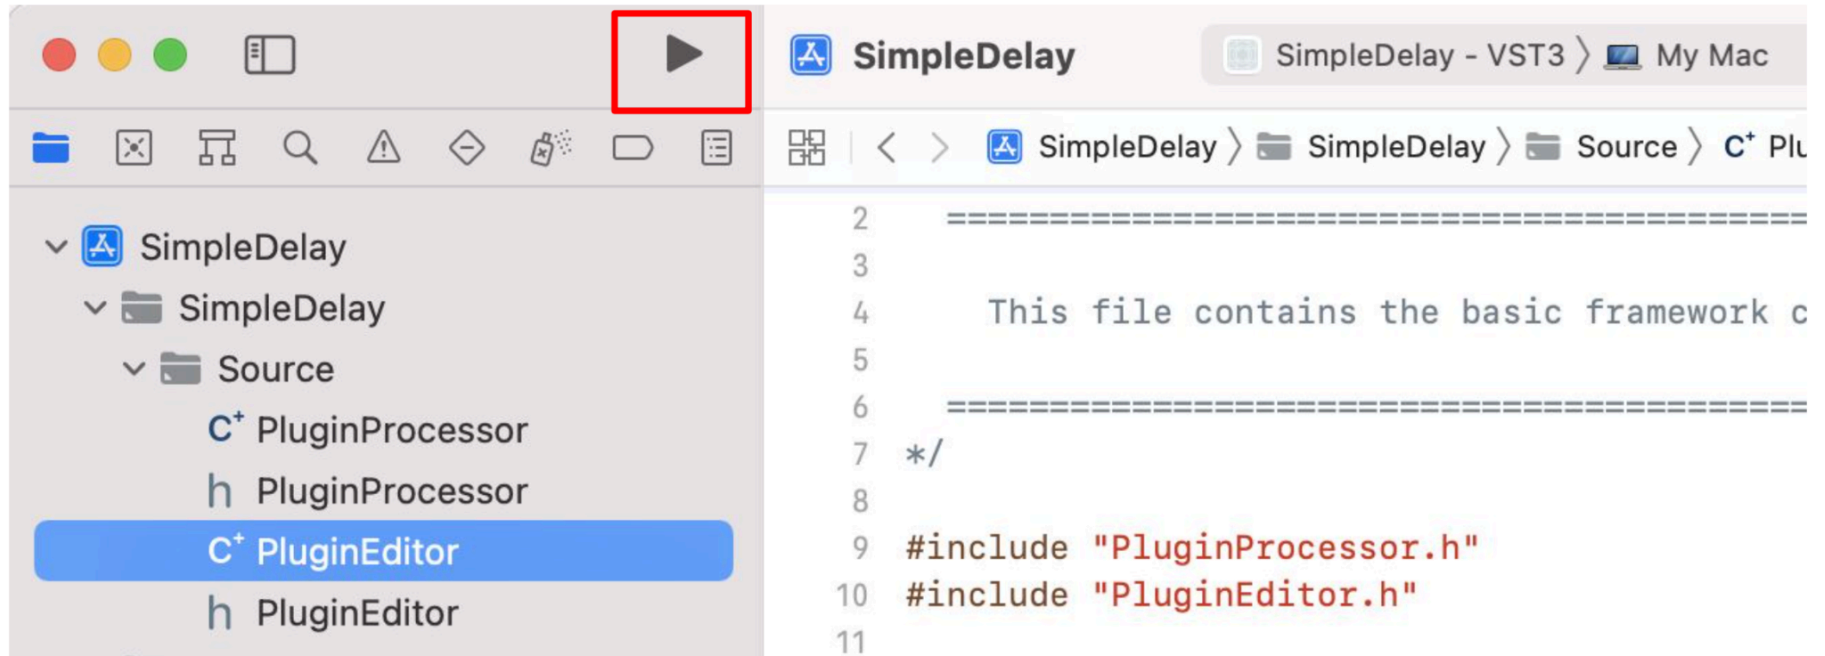 SimpleDelay
SimpleDelay - VST3 〉 My Mac
SimpleDelay 〉 SimpleDelay 〉 Source 〉 C+ Plu
SimpleDelay
SimpleDelay
Source
C+ PluginProcessor
h PluginProcessor
C+ PluginEditor
h PluginEditor
2 ==========================================
3
4 This file contains the basic framework c
5
6 ==========================================
7 */
8
9 #include "PluginProcessor.h"
10 #include "PluginEditor.h"
11